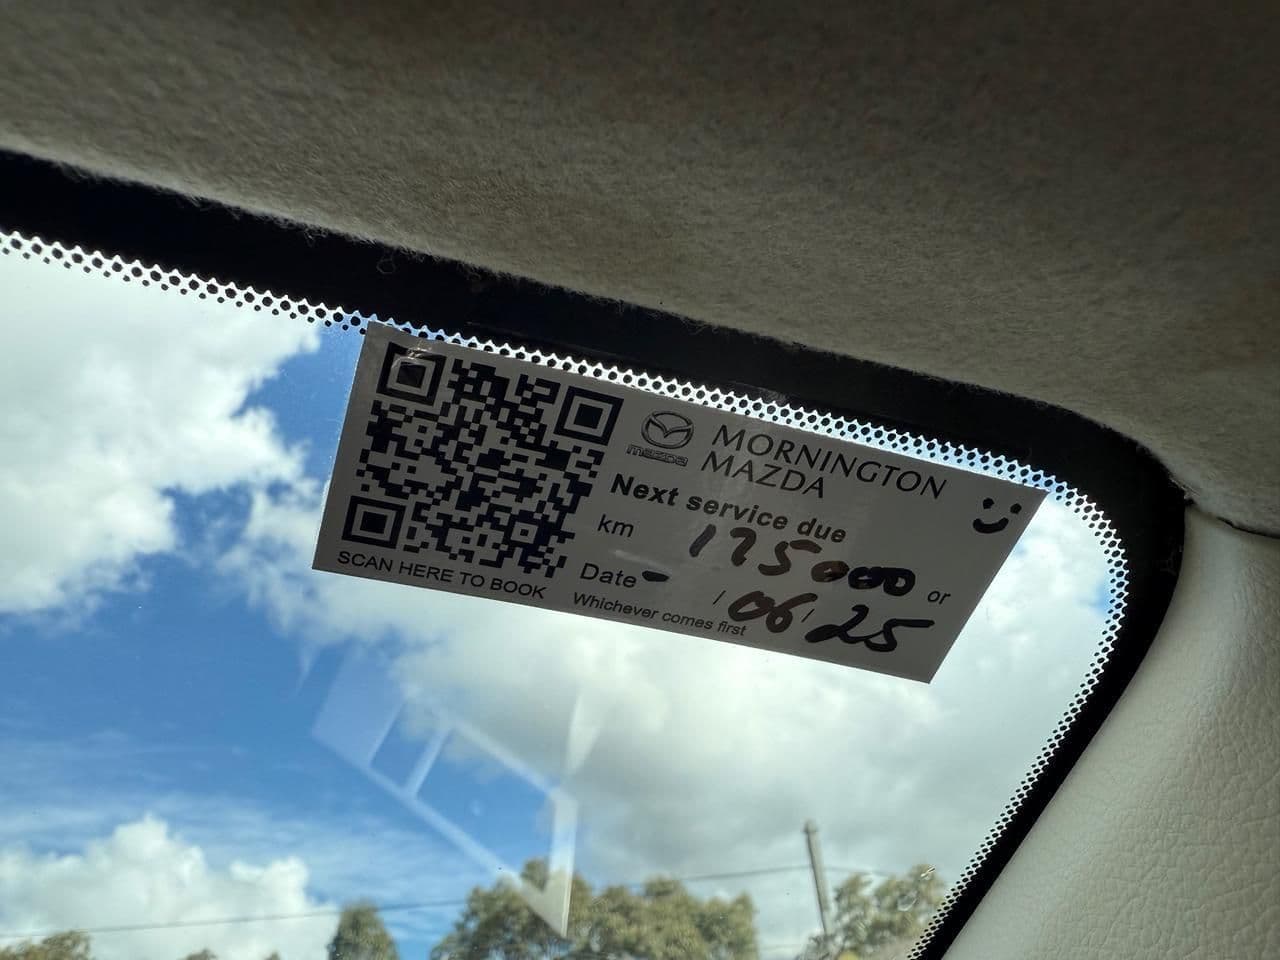 mazda
MORNINGTON
MAZDA
Next service due
km 175000 or
Date - / 06 / 25
Whichever comes first
SCAN HERE TO BOOK